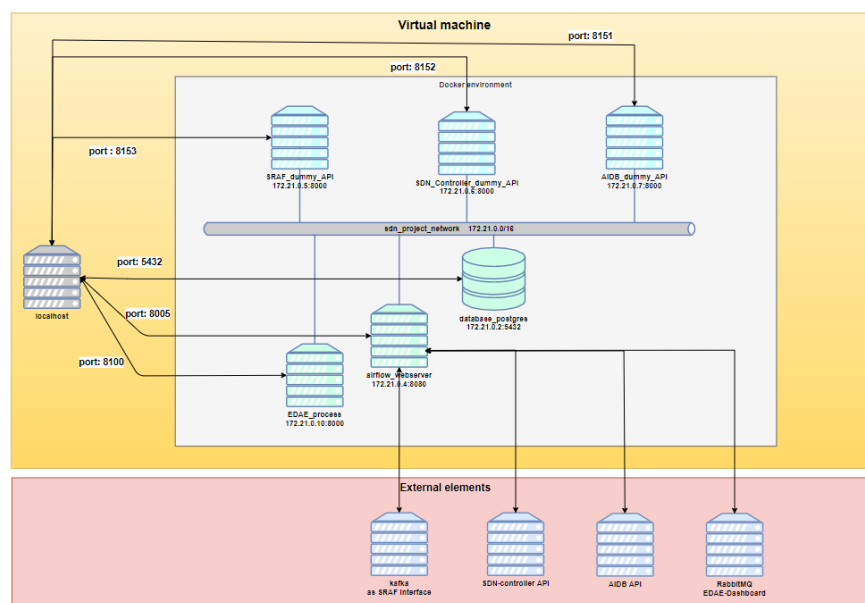 Virtual machine
port: 8151
port: 8152
Docker environment
port : 8153
SRAF_dummy_API
172.21.0.5:8000
SDN_Controller_dummy_API
172.21.0.6:8000
AIDB_dummy_API
172.21.0.7:8000
sdn_project_network 172.21.0.0/16
port: 5432
localhost
port: 8005
database_postgres
172.21.0.2:5432
port: 8100
airflow_webserver
172.21.0.4:8080
EDAE_process
172.21.0.10:8000
External elements
kafka
as SRAF Interface
SDN-controller API
AIDB API
RabbitMQ
EDAE-Dashboard